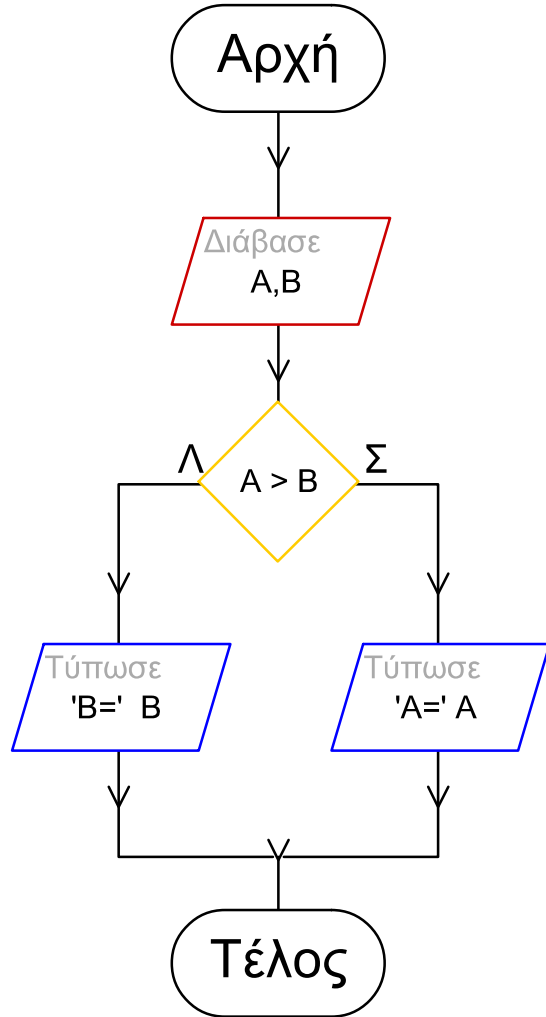 Αρχή
Διάβασε
Α,Β
Λ
Σ
Α > Β
Τύπωσε
'Β='  Β
Τύπωσε
'Α=' Α
Τέλος